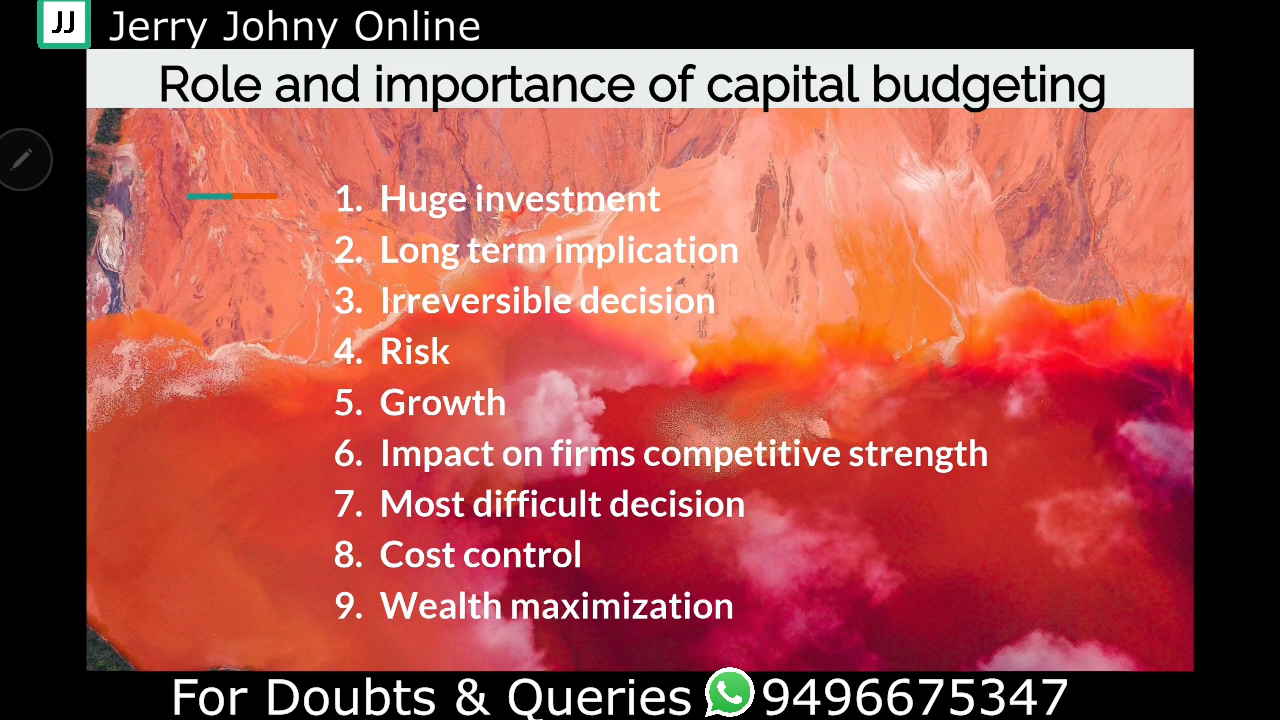 JJ Jerry Johny Online
Role and importance of capital budgeting
1. Huge investment
2. Long term implication
3. Irreversible decision
4. Risk
5. Growth
6. Impact on firms competitive strength
7. Most difficult decision
8. Cost control
9. Wealth maximization
For Doubts & Queries 9496675347